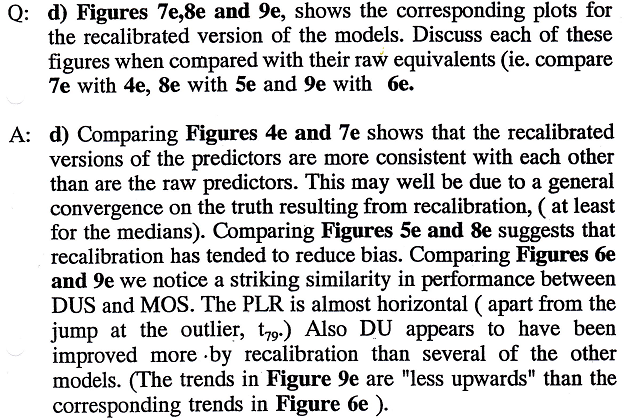 Q: d) Figures 7e,8e and 9e, shows the corresponding plots for
the recalibrated version of the models. Discuss each of these
figures when compared with their raw equivalents (ie. compare
7e with 4e, 8e with 5e and 9e with 6e.
A: d) Comparing Figures 4e and 7e shows that the recalibrated
versions of the predictors are more consistent with each other
than are the raw predictors. This may well be due to a general
convergence on the truth resulting from recalibration, ( at least
for the medians). Comparing Figures 5e and 8e suggests that
recalibration has tended to reduce bias. Comparing Figures 6e
and 9e we notice a striking similarity in performance between
DUS and MOS. The PLR is almost horizontal ( apart from the
jump at the outlier, t79.) Also DU appears to have been
improved more by recalibration than several of the other
models. (The trends in Figure 9e are "less upwards" than the
corresponding trends in Figure 6e ).